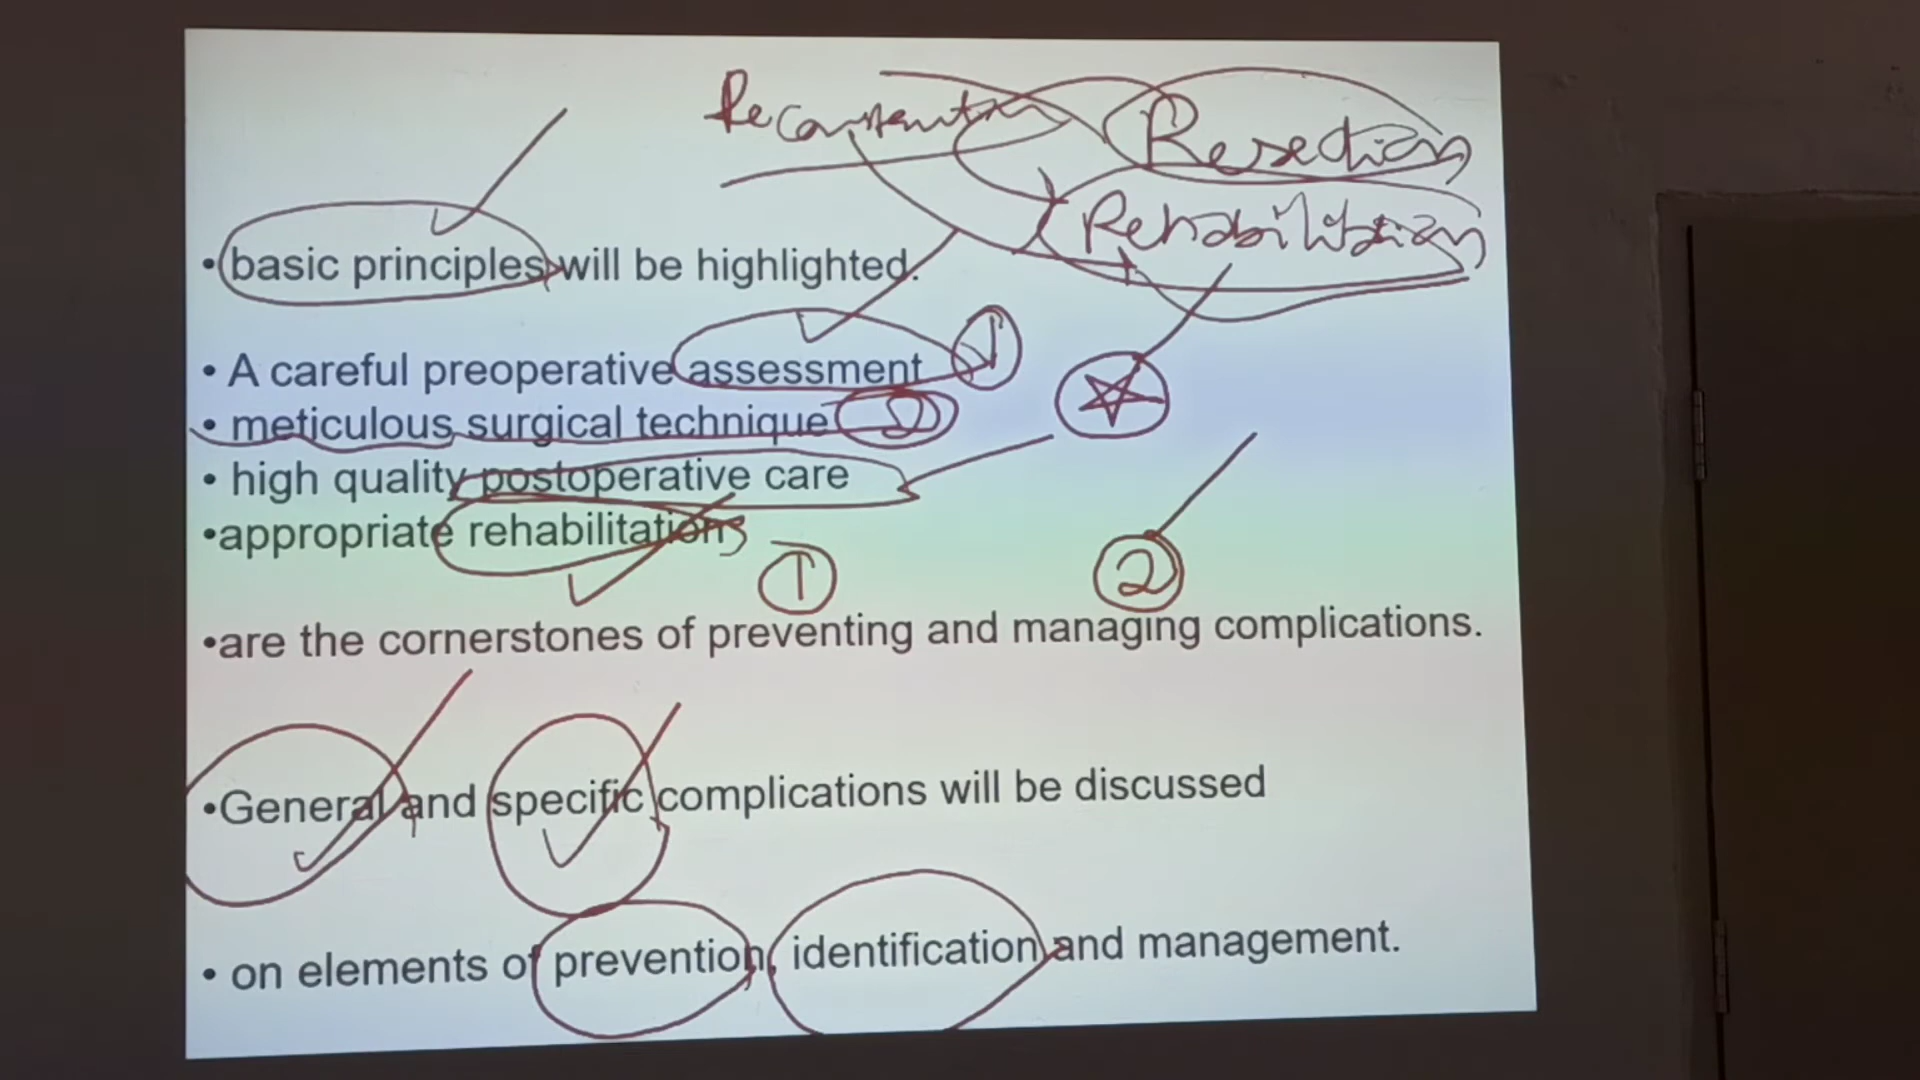 Reconstruction Resection
Rehabilitation
• basic principles will be highlighted.
• A careful preoperative assessment 1
• meticulous surgical technique 2
• high quality postoperative care
•appropriate rehabilitation
1 2
•are the cornerstones of preventing and managing complications.
•General and specific complications will be discussed
• on elements of prevention, identification and management.